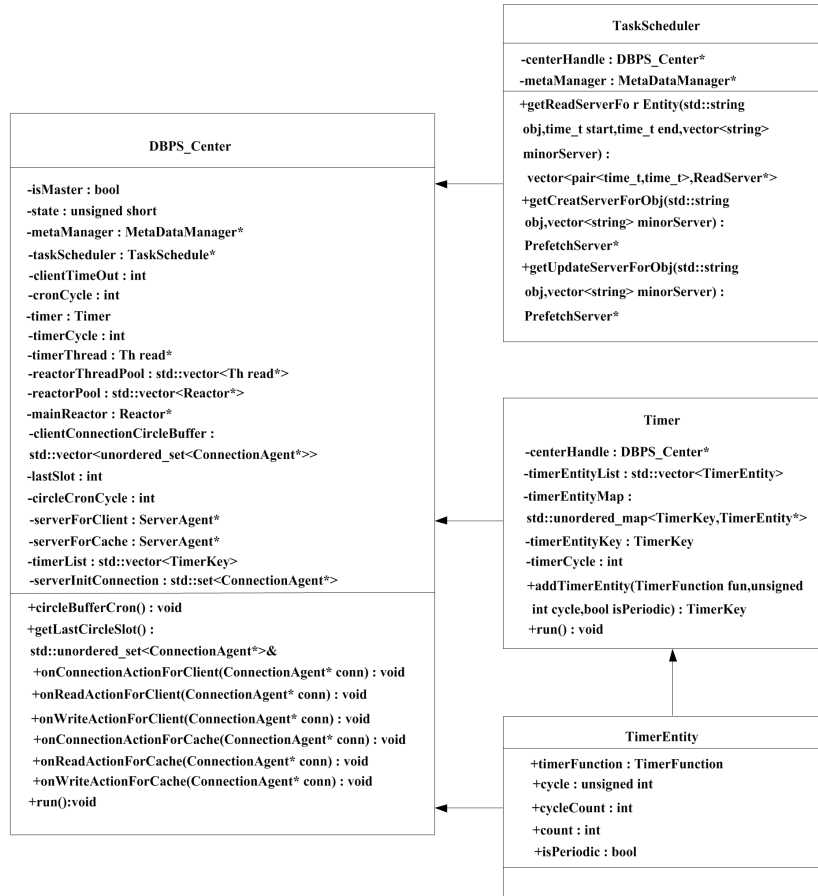 DBPS_Center
-isMaster : bool
-state : unsigned short
-metaManager : MetaDataManager*
-taskScheduler : TaskSchedule*
-clientTimeOut : int
-cronCycle : int
-timer : Timer
-timerCycle : int
-timerThread : Th read*
-reactorThreadPool : std::vector<Th read*>
-reactorPool : std::vector<Reactor*>
-mainReactor : Reactor*
-clientConnectionCircleBuffer :
std::vector<unordered_set<ConnectionAgent*>>
-lastSlot : int
-circleCronCycle : int
-serverForClient : ServerAgent*
-serverForCache : ServerAgent*
-timerList : std::vector<TimerKey>
-serverInitConnection : std::set<ConnectionAgent*>
+circleBufferCron() : void
+getLastCircleSlot() :
std::unordered_set<ConnectionAgent*>&
+onConnectionActionForClient(ConnectionAgent* conn) : void
+onReadActionForClient(ConnectionAgent* conn) : void
+onWriteActionForClient(ConnectionAgent* conn) : void
+onConnectionActionForCache(ConnectionAgent* conn) : void
+onReadActionForCache(ConnectionAgent* conn) : void
+onWriteActionForCache(ConnectionAgent* conn) : void
+run():void
TaskScheduler
-centerHandle : DBPS_Center*
-metaManager : MetaDataManager*
+getReadServerFo r Entity(std::string
obj,time_t start,time_t end,vector<string>
minorServer) :
vector<pair<time_t,time_t>,ReadServer*>
+getCreatServerForObj(std::string
obj,vector<string> minorServer) :
PrefetchServer*
+getUpdateServerForObj(std::string
obj,vector<string> minorServer) :
PrefetchServer*
Timer
-centerHandle : DBPS_Center*
-timerEntityList : std::vector<TimerEntity>
-timerEntityMap :
std::unordered_map<TimerKey,TimerEntity*>
-timerEntityKey : TimerKey
-timerCycle : int
+addTimerEntity(TimerFunction fun,unsigned
int cycle,bool isPeriodic) : TimerKey
+run() : void
TimerEntity
+timerFunction : TimerFunction
+cycle : unsigned int
+cycleCount : int
+count : int
+isPeriodic : bool